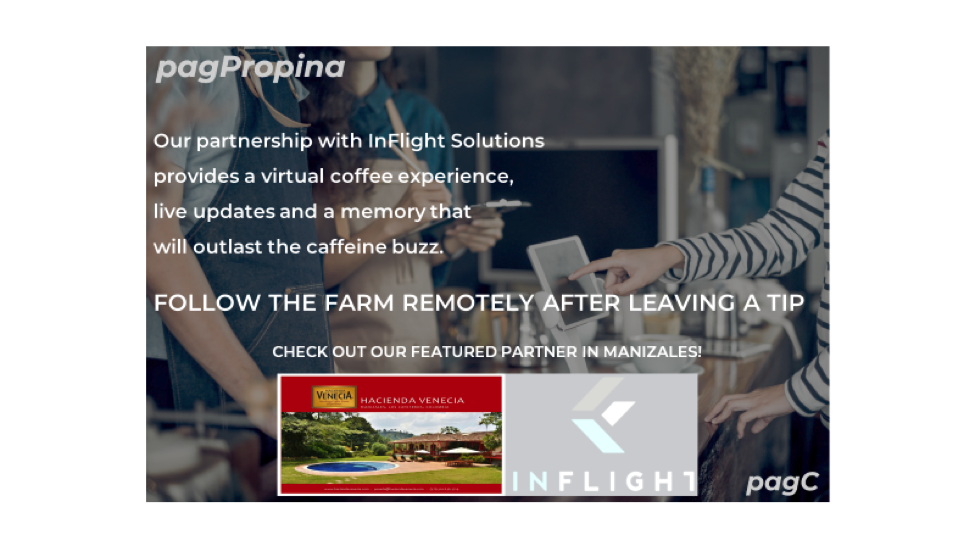 pagPropina
Our partnership with InFlight Solutions
provides a virtual coffee experience,
live updates and a memory that
will outlast the caffeine buzz.
FOLLOW THE FARM REMOTELY AFTER LEAVING A TIP
CHECK OUT OUR FEATURED PARTNER IN MANIZALES!
VENECIA
HACIENDA VENECIA
INFLIGHT
pagC